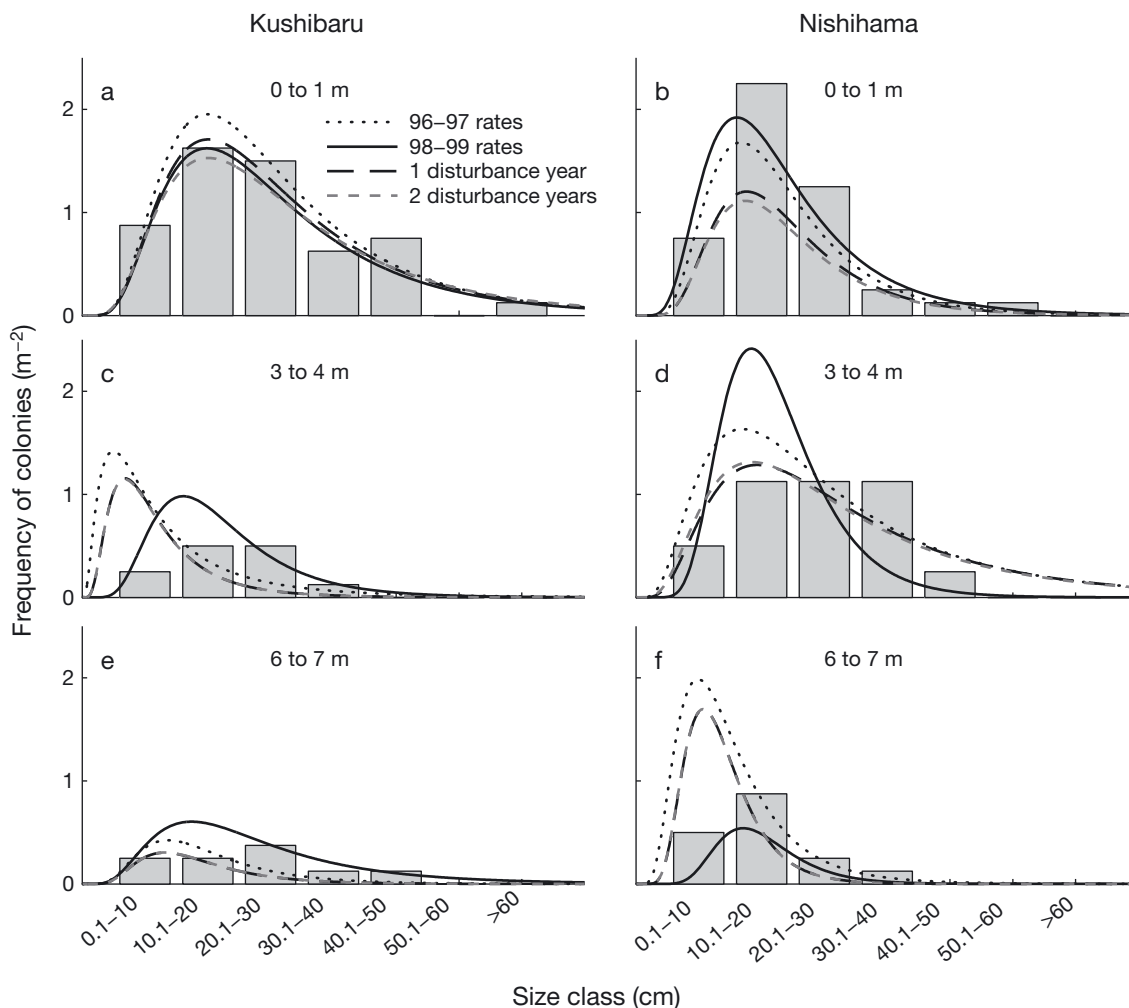 Kushibaru
Nishihama
a
0 to 1 m
96–97 rates
98–99 rates
1 disturbance year
2 disturbance years
b
0 to 1 m
2
1
0
c
3 to 4 m
d
3 to 4 m
2
1
0
e
6 to 7 m
f
6 to 7 m
2
1
0
Frequency of colonies (m⁻²)
0.1–10
10.1–20
20.1–30
30.1–40
40.1–50
50.1–60
>60
0.1–10
10.1–20
20.1–30
30.1–40
40.1–50
50.1–60
>60
Size class (cm)